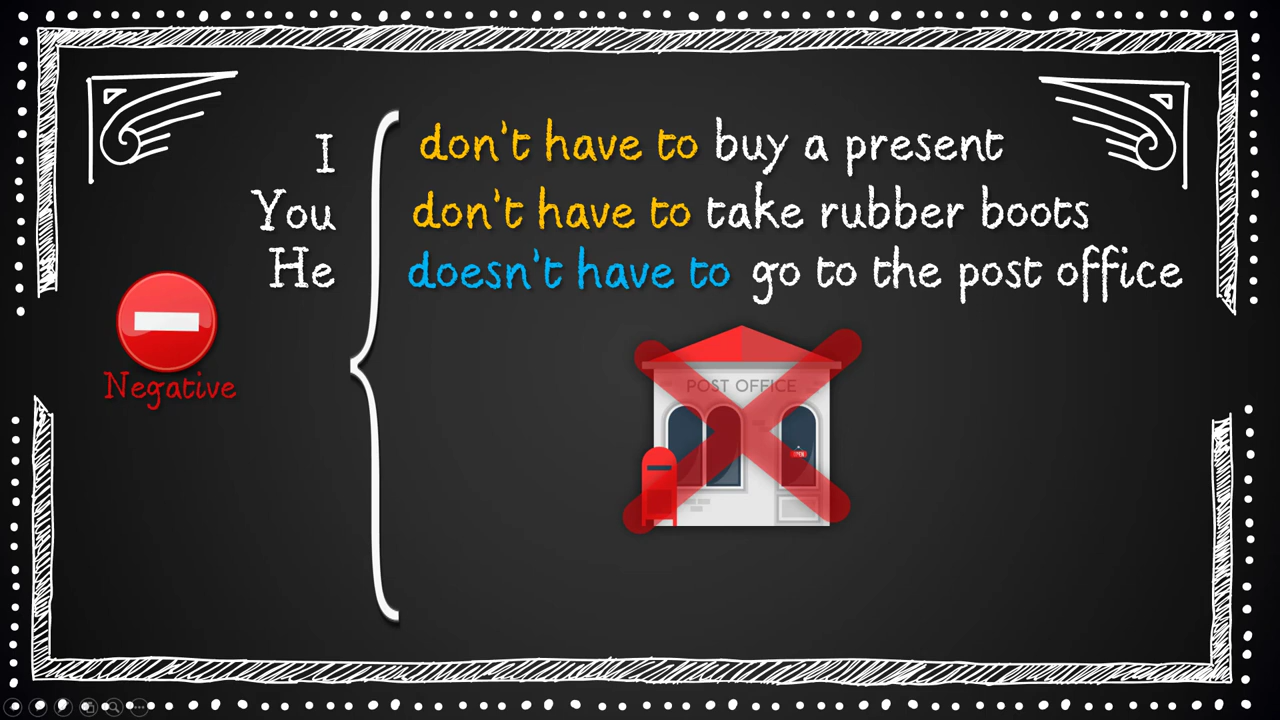 I don't have to buy a present
You don't have to take rubber boots
He doesn't have to go to the post office
Negative
POST OFFICE